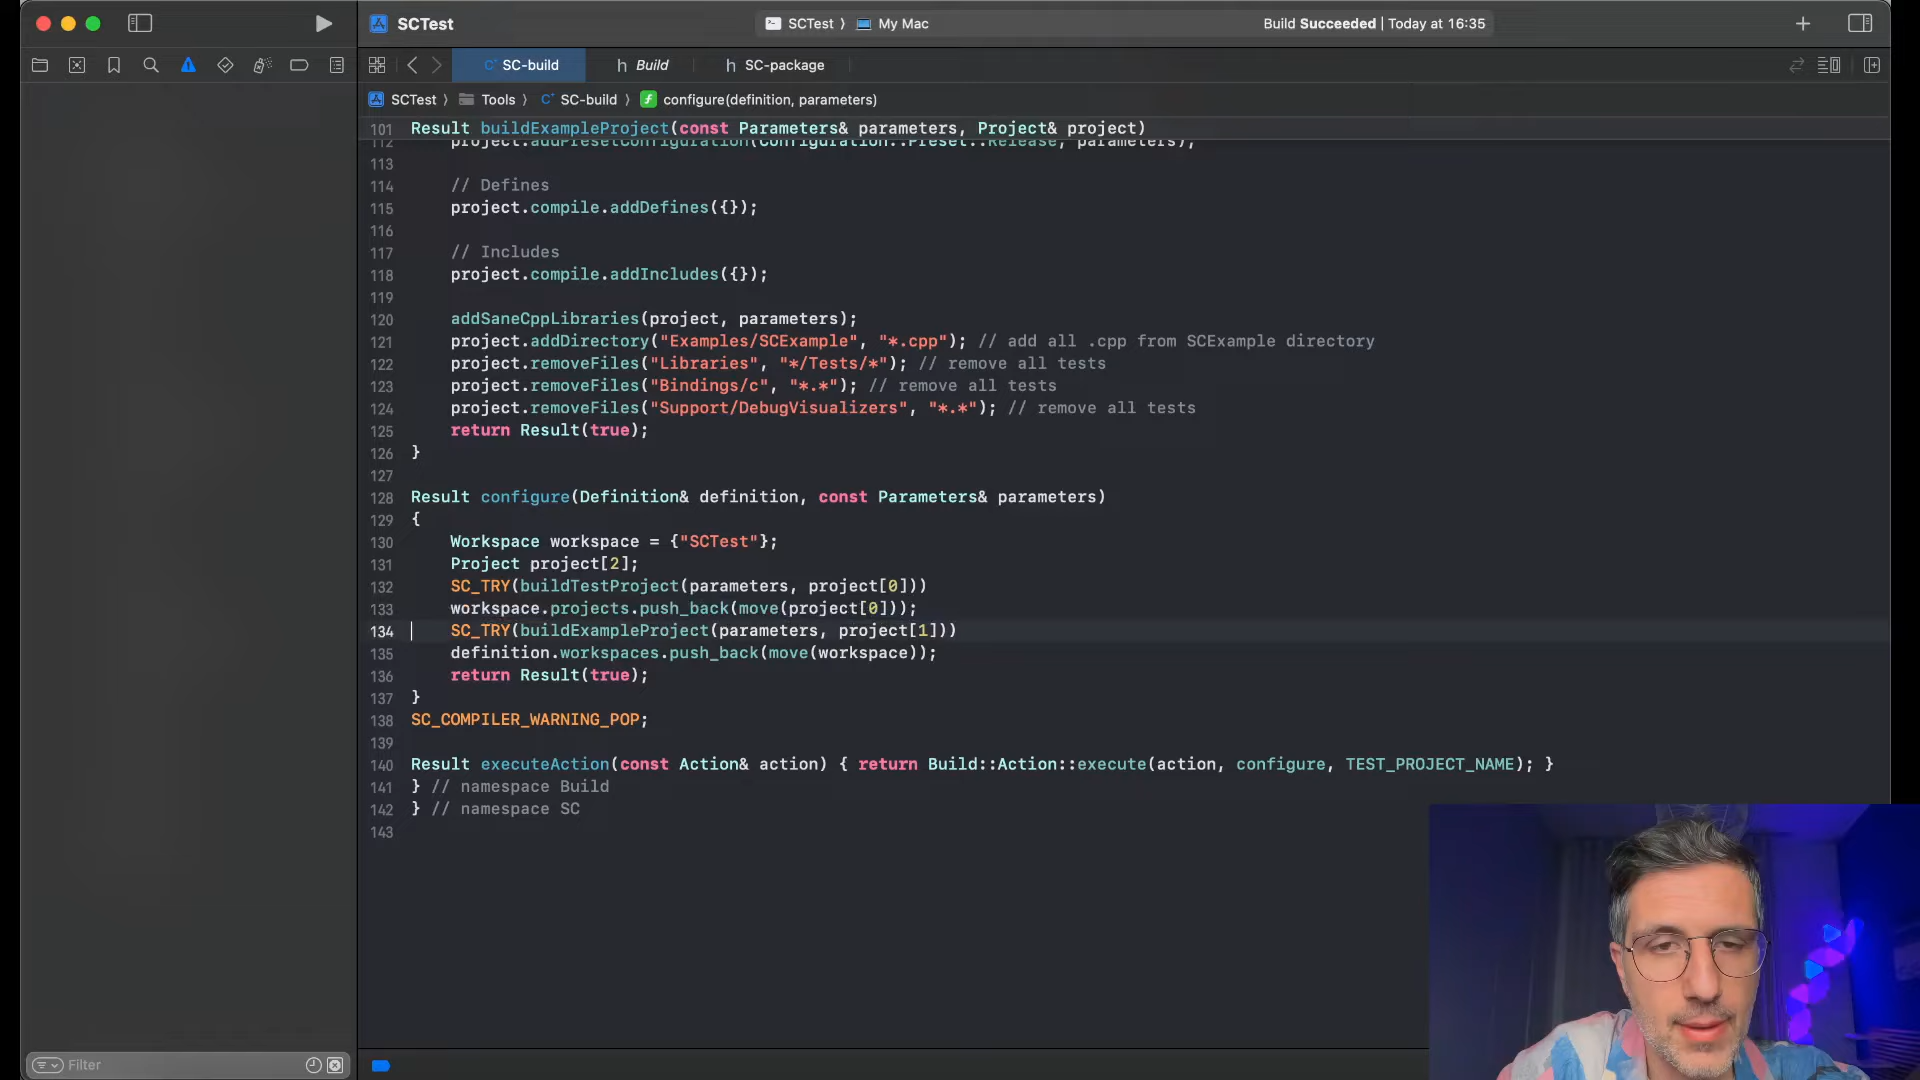 SCTest
SCTest 〉 My Mac
Build Succeeded | Today at 16:35
C⁺ SC-build
h Build
h SC-package
SCTest 〉 Tools 〉 C⁺ SC-build 〉 f configure(definition, parameters)
101 Result buildExampleProject(const Parameters& parameters, Project& project)
112 project.addPresetConfiguration(Configuration::Preset::Release, parameters);
113
114 // Defines
115 project.compile.addDefines({});
116
117 // Includes
118 project.compile.addIncludes({});
119
120 addSaneCppLibraries(project, parameters);
121 project.addDirectory("Examples/SCExample", "*.cpp"); // add all .cpp from SCExample directory
122 project.removeFiles("Libraries", "*/Tests/*"); // remove all tests
123 project.removeFiles("Bindings/c", "*.*"); // remove all tests
124 project.removeFiles("Support/DebugVisualizers", "*.*"); // remove all tests
125 return Result(true);
126 }
127
128 Result configure(Definition& definition, const Parameters& parameters)
129 {
130 Workspace workspace = {"SCTest"};
131 Project project[2];
132 SC_TRY(buildTestProject(parameters, project[0]))
133 workspace.projects.push_back(move(project[0]));
134 SC_TRY(buildExampleProject(parameters, project[1]))
135 definition.workspaces.push_back(move(workspace));
136 return Result(true);
137 }
138 SC_COMPILER_WARNING_POP;
139
140 Result executeAction(const Action& action) { return Build::Action::execute(action, configure, TEST_PROJECT_NAME); }
141 } // namespace Build
142 } // namespace SC
143
Filter